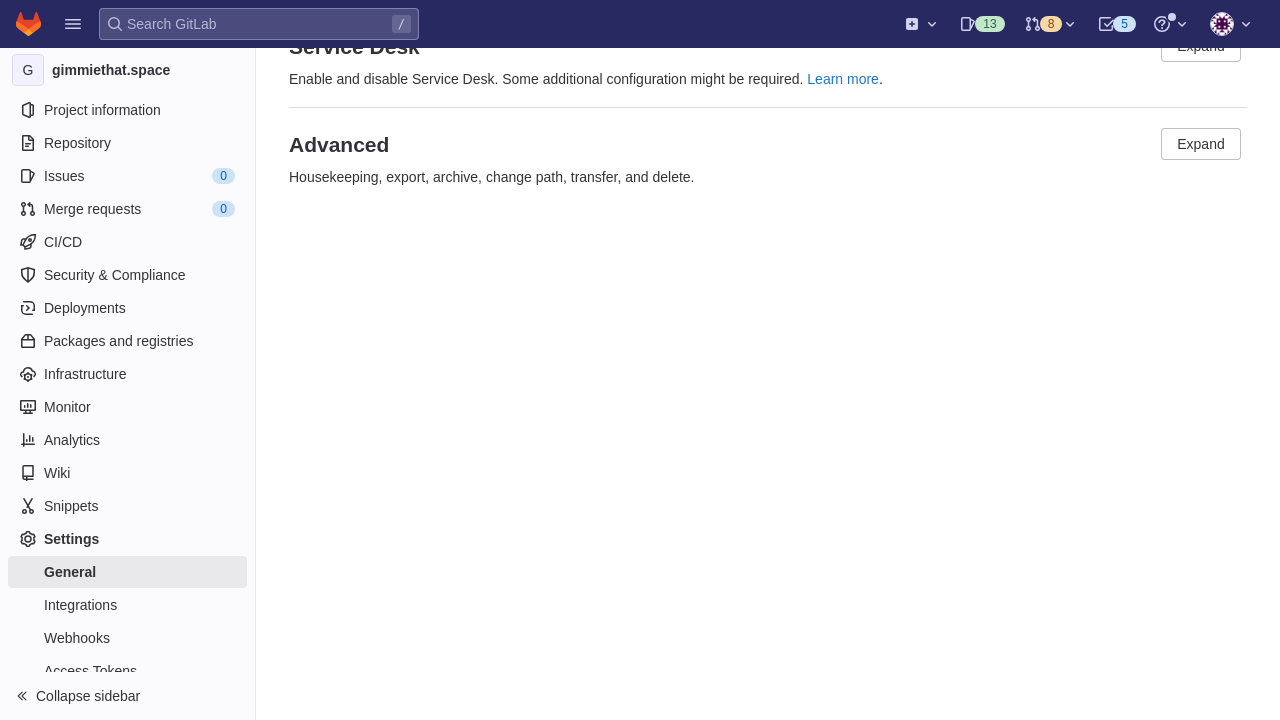 Search GitLab /
13
8
5
G gimmiethat.space
Project information
Repository
Issues 0
Merge requests 0
CI/CD
Security & Compliance
Deployments
Packages and registries
Infrastructure
Monitor
Analytics
Wiki
Snippets
Settings
General
Integrations
Webhooks
Access Tokens
Collapse sidebar
Service Desk
Expand
Enable and disable Service Desk. Some additional configuration might be required. Learn more.
Advanced
Expand
Housekeeping, export, archive, change path, transfer, and delete.